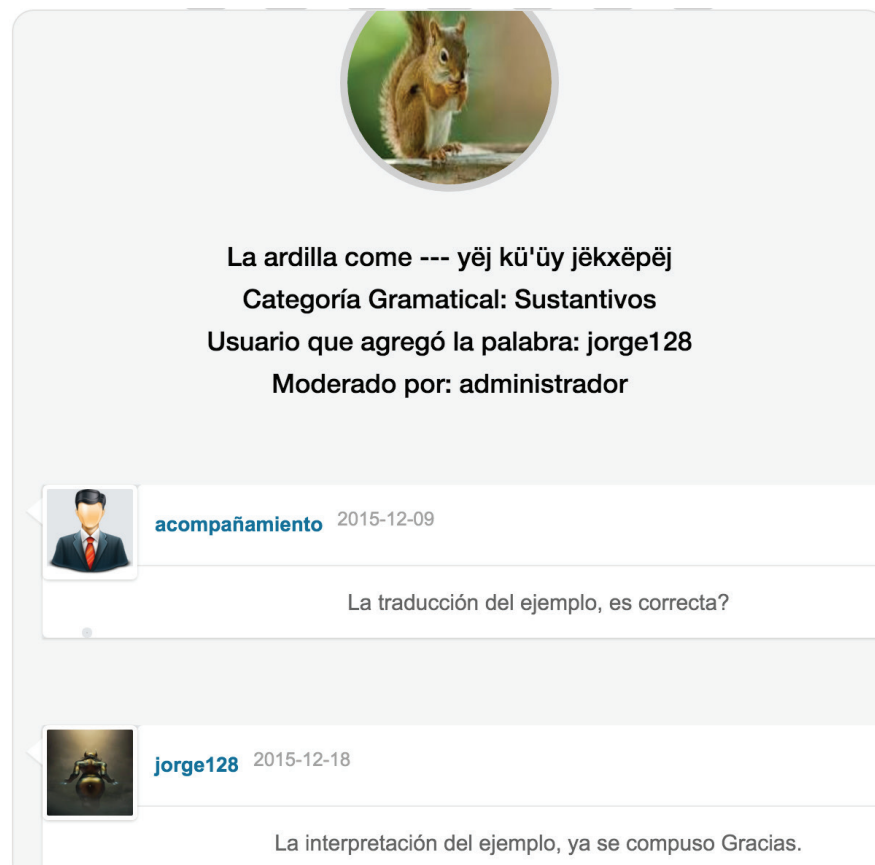 La ardilla come --- yëj kü'üy jëkxëpëj
Categoría Gramatical: Sustantivos
Usuario que agregó la palabra: jorge128
Moderado por: administrador
acompañamiento 2015-12-09
La traducción del ejemplo, es correcta?
jorge128 2015-12-18
La interpretación del ejemplo, ya se compuso Gracias.